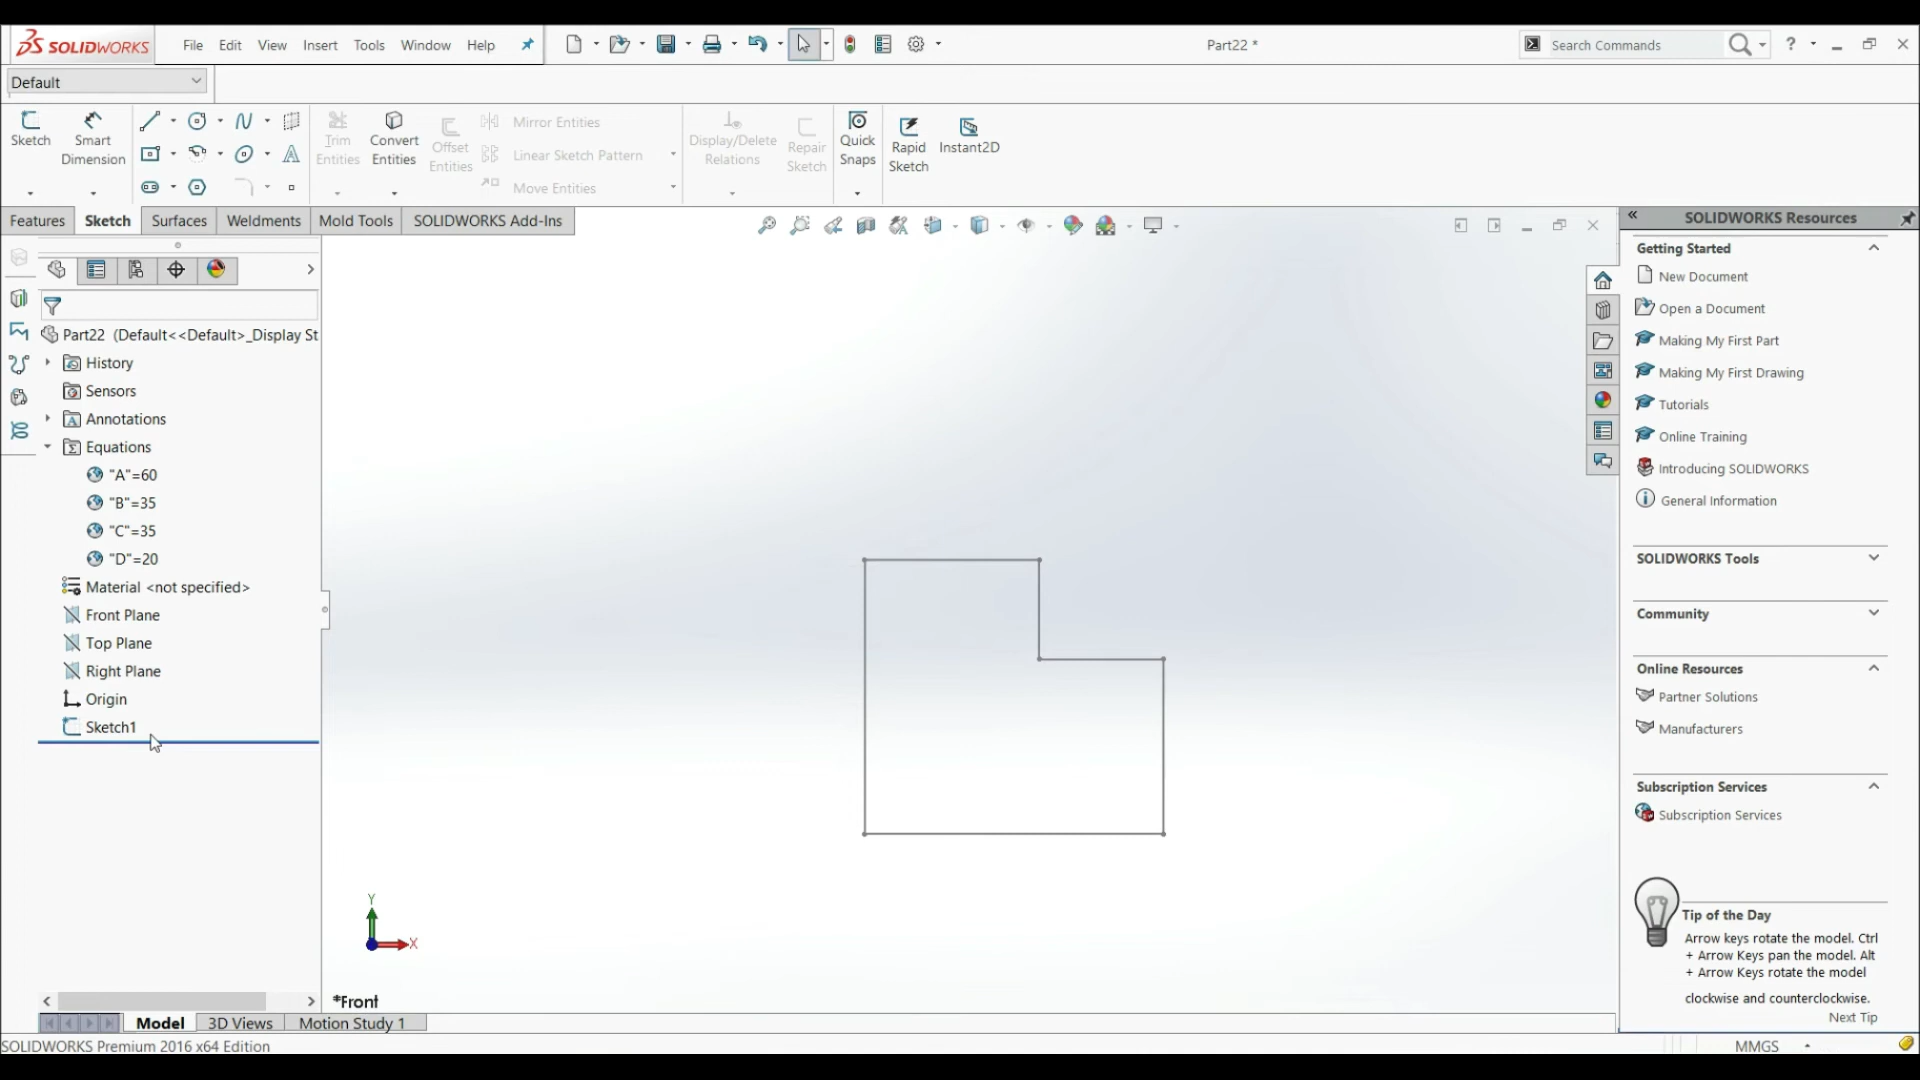 SOLIDWORKS File Edit View Insert Tools Window Help Part22 * Search Commands ?
Default
Sketch Smart Dimension Trim Entities Convert Entities Offset Entities Mirror Entities Linear Sketch Pattern Move Entities Display/Delete Relations Repair Sketch Quick Snaps Rapid Sketch Instant2D
Features Sketch Surfaces Weldments Mold Tools SOLIDWORKS Add-Ins
Part22 (Default<<Default>_Display St
History
Sensors
Annotations
Equations
"A"=60
"B"=35
"C"=35
"D"=20
Material <not specified>
Front Plane
Top Plane
Right Plane
Origin
Sketch1
Y
X
*Front
Model 3D Views Motion Study 1
SOLIDWORKS Premium 2016 x64 Edition
MMGS
SOLIDWORKS Resources
Getting Started
New Document
Open a Document
Making My First Part
Making My First Drawing
Tutorials
Online Training
Introducing SOLIDWORKS
General Information
SOLIDWORKS Tools
Community
Online Resources
Partner Solutions
Manufacturers
Subscription Services
Subscription Services
Tip of the Day
Arrow keys rotate the model. Ctrl
+ Arrow Keys pan the model. Alt
+ Arrow Keys rotate the model
clockwise and counterclockwise.
Next Tip